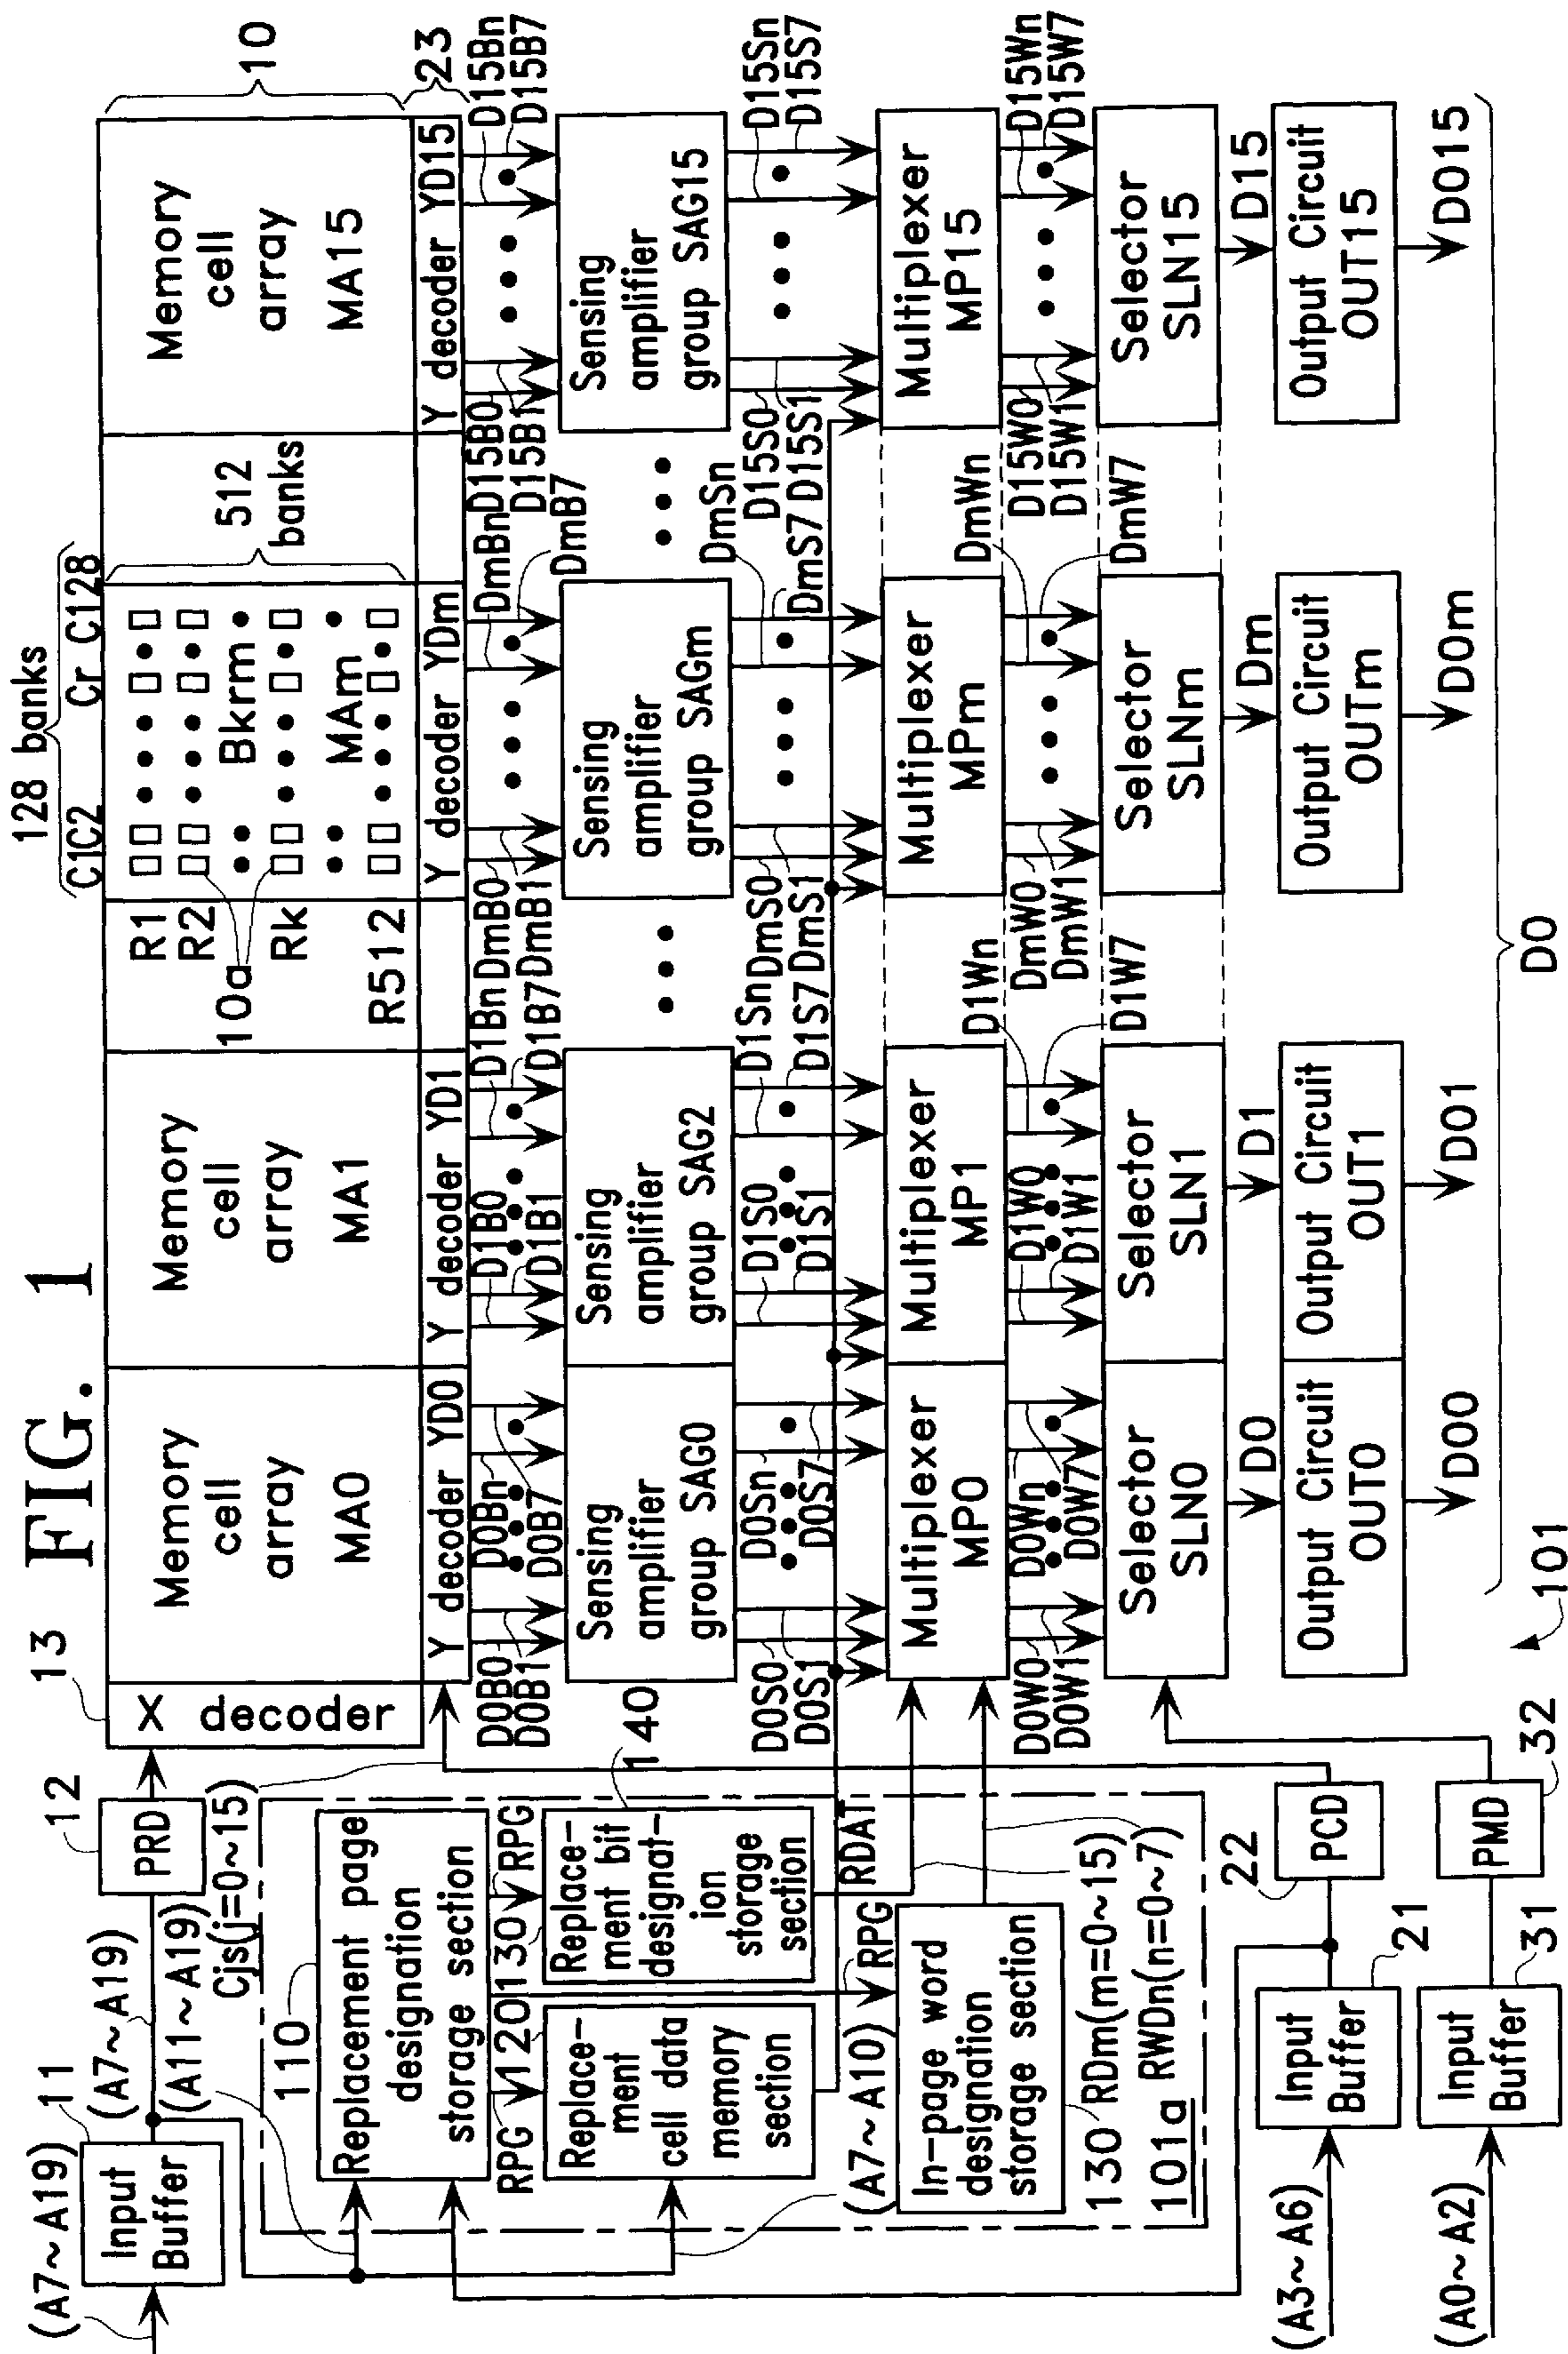 FIG. 1
(A7~A19)
Input
Buffer
11
(A7~A19)
(A11~A19)
12
PRD
Cjs(j=0~15)
13
X decoder
Memory
cell
array
MA0
Memory
cell
array
MA1
R1
R2
10a
Rk
R512
128 banks
C1C2
Cr
C128
Bkrm
MAm
512
banks
Memory
cell
array
MA15
10
23
Y decoder YD0
Y decoder YD1
Y decoder YDm
Y decoder YD15
D0B0
D0B1
D0Bn
D0B7
D1B0
D1B1
D1Bn
D1B7
DmB0
DmB1
DmBn
DmB7
D15B0
D15B1
D15Bn
D15B7
110
Replacement page
designation
storage section
RPG
120
130
RPG
Replace-
ment
cell data
memory
section
Replace-
ment bit
designat-
ion
storage
section
140
Sensing
amplifier
group SAG0
Sensing
amplifier
group SAG2
Sensing
amplifier
group SAGm
Sensing
amplifier
group SAG15
D0S0
D0S1
D0Sn
D0S7
D1S0
D1S1
D1Sn
D1S7
DmS0
DmS1
DmSn
DmS7
D15S0
D15S1
D15Sn
D15S7
(A7~A10)
RPG
RDAT
In-page word
designation
storage section
130
RDm(m=0~15)
101a
RWDn(n=0~7)
Multiplexer
MP0
Multiplexer
MP1
Multiplexer
MPm
Multiplexer
MP15
D0W0
D0W1
D0Wn
D0W7
D1W0
D1W1
D1Wn
D1W7
DmW0
DmW1
DmWn
DmW7
D15W0
D15W1
D15Wn
D15W7
Selector
SLN0
Selector
SLN1
Selector
SLNm
Selector
SLN15
D0
D1
Dm
D15
(A3~A6)
Input
Buffer
21
22
PCD
Output Circuit
OUT0
Output Circuit
OUT1
Output Circuit
OUTm
Output Circuit
OUT15
(A0~A2)
Input
Buffer
31
PMD
32
DO0
DO1
DOm
DO15
DO
101